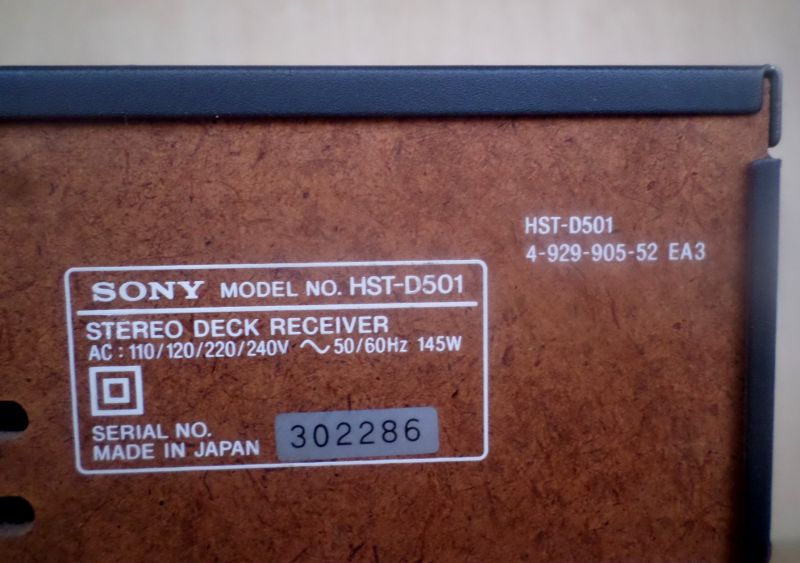 HST-D501
4-929-905-52 EA3
SONY MODEL NO. HST-D501
STEREO DECK RECEIVER
AC : 110/120/220/240V ~ 50/60Hz 145W
SERIAL NO. 302286
MADE IN JAPAN